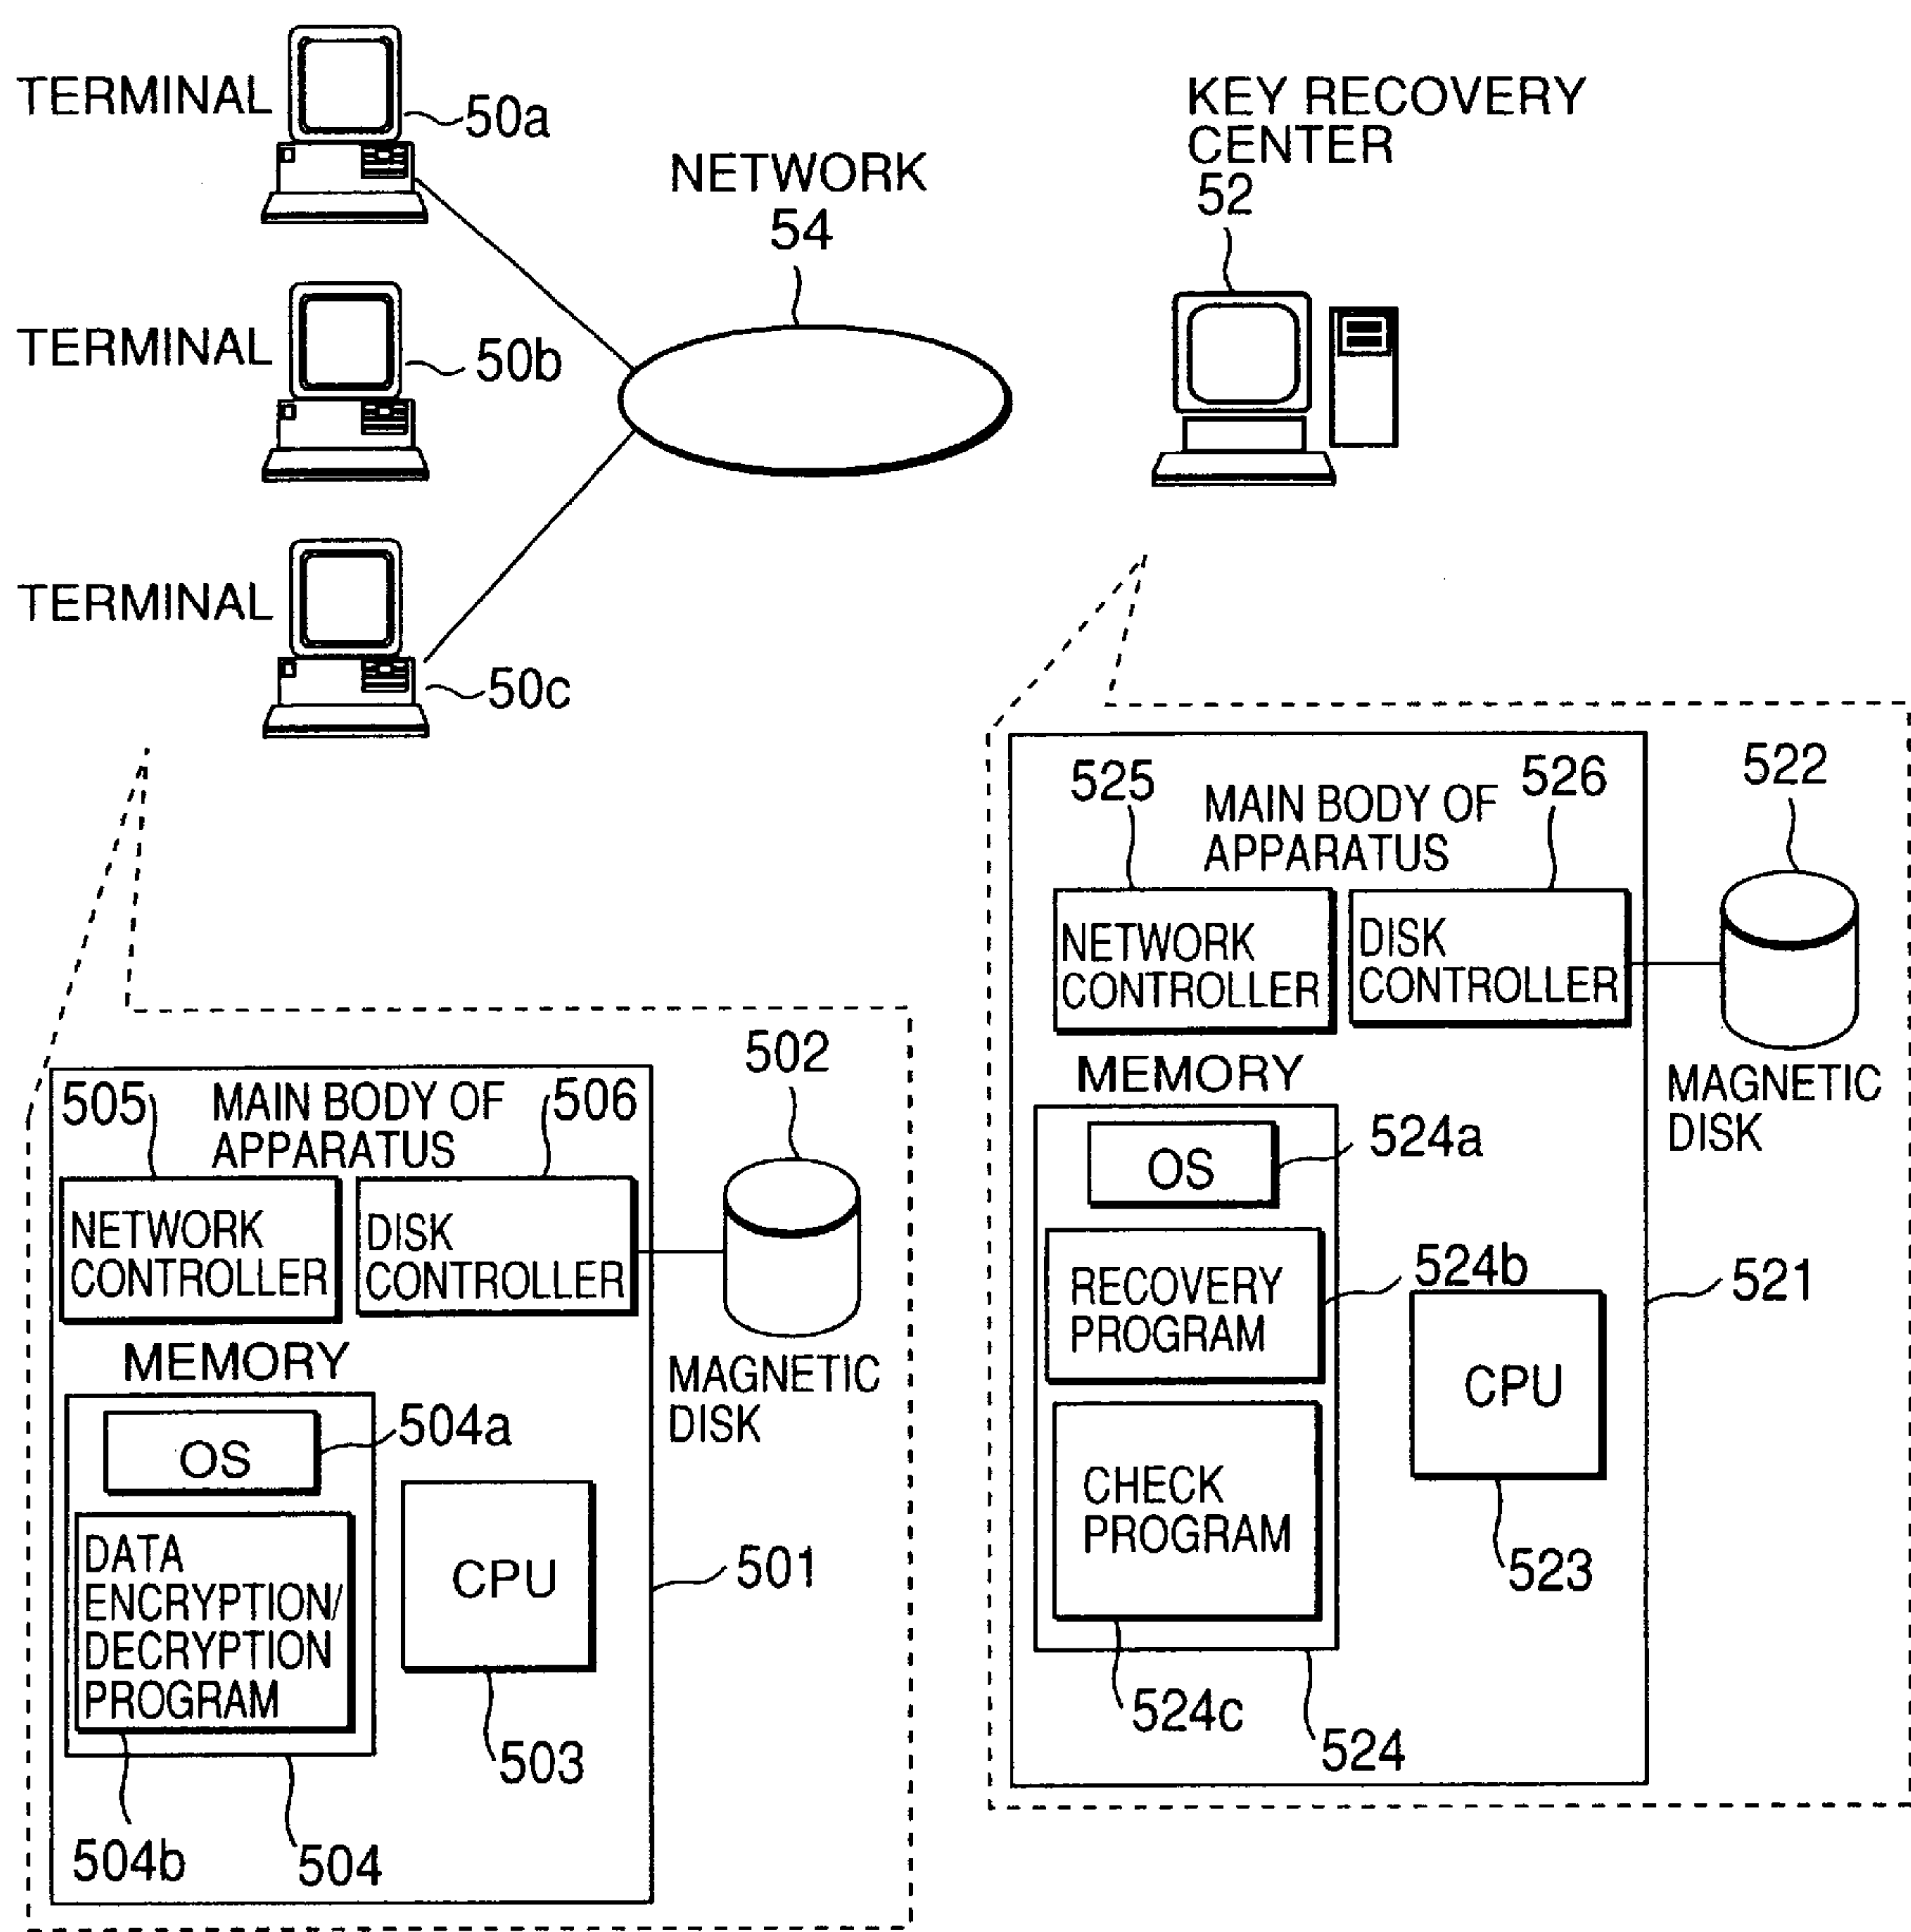 TERMINAL
50a
KEY RECOVERY
CENTER
52
NETWORK
54
TERMINAL
50b
TERMINAL
50c
525
MAIN BODY OF
APPARATUS
526
522
NETWORK
CONTROLLER
DISK
CONTROLLER
MAGNETIC
DISK
MEMORY
OS
524a
RECOVERY
PROGRAM
524b
521
CPU
523
CHECK
PROGRAM
524c
524
505
MAIN BODY OF
APPARATUS
506
502
NETWORK
CONTROLLER
DISK
CONTROLLER
MAGNETIC
DISK
MEMORY
OS
504a
DATA
ENCRYPTION/
DECRYPTION
PROGRAM
CPU
501
503
504b
504